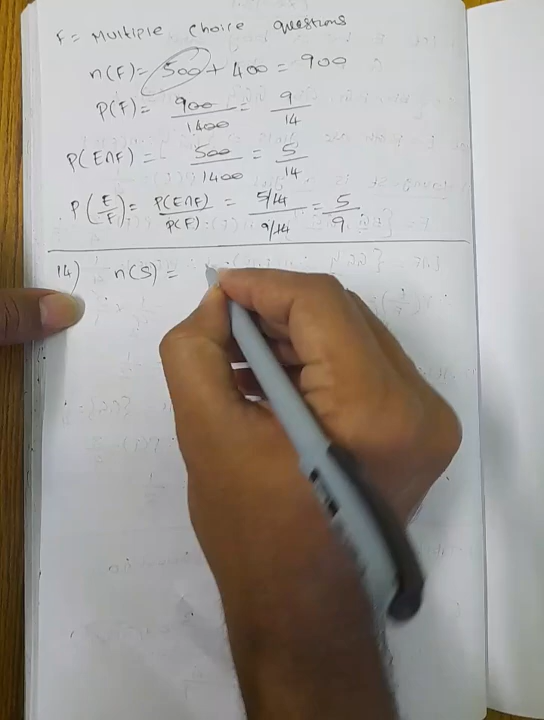 F = Multiple Choice questions
n(F) = 500 + 400 = 900
P(F) = 900/1400 = 9/14
P(E∩F) = 500/1400 = 5/14
P(E/F) = P(E∩F)/P(F) = 5/14 / 9/14 = 5/9
14) n(S) =